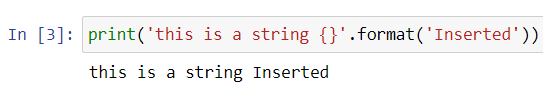 In [3]: print('this is a string {}'.format('Inserted'))
this is a string Inserted